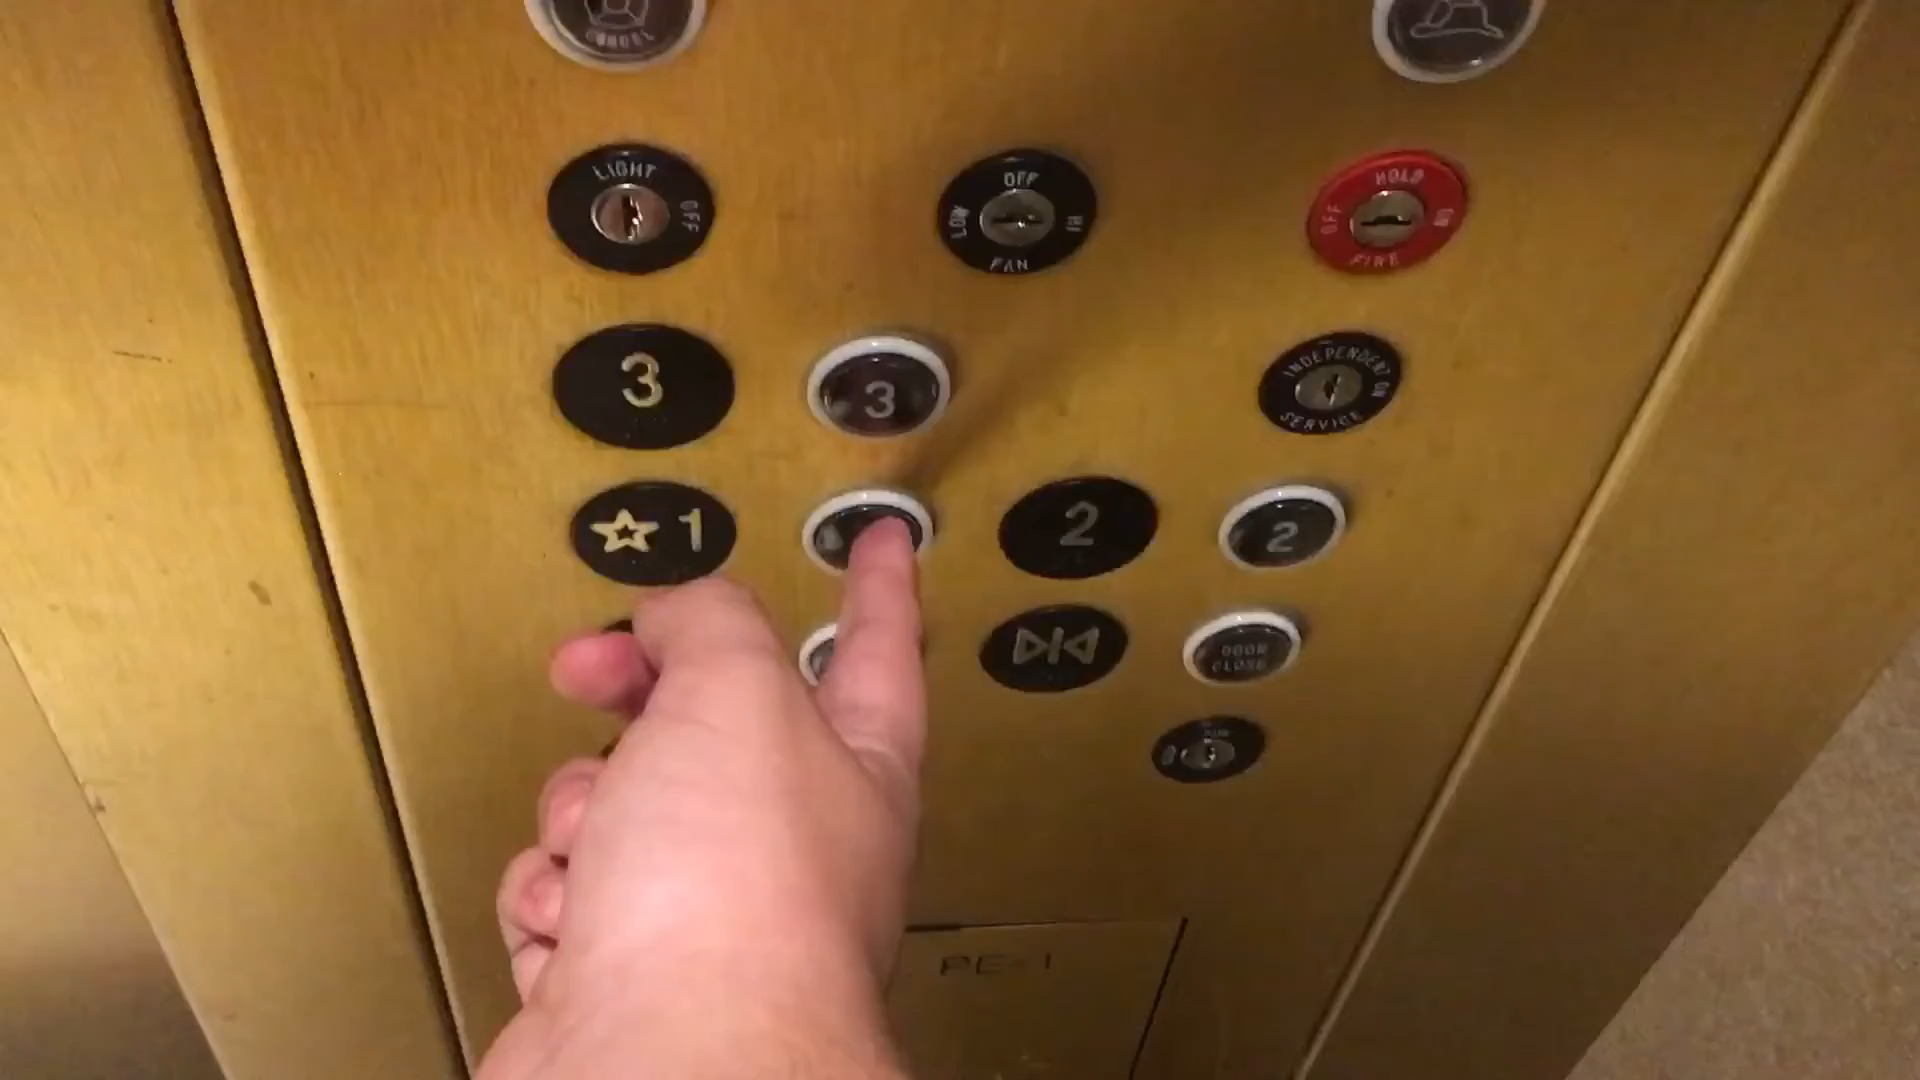 CANCEL
LIGHT
OFF
OFF
LOW
HI
FAN
HOLD
OFF
ON
FIRE
3
3
INDEPENDENT
ON
SERVICE
☆ 1
2
2
DOOR
CLOSE
RUN
PE-1